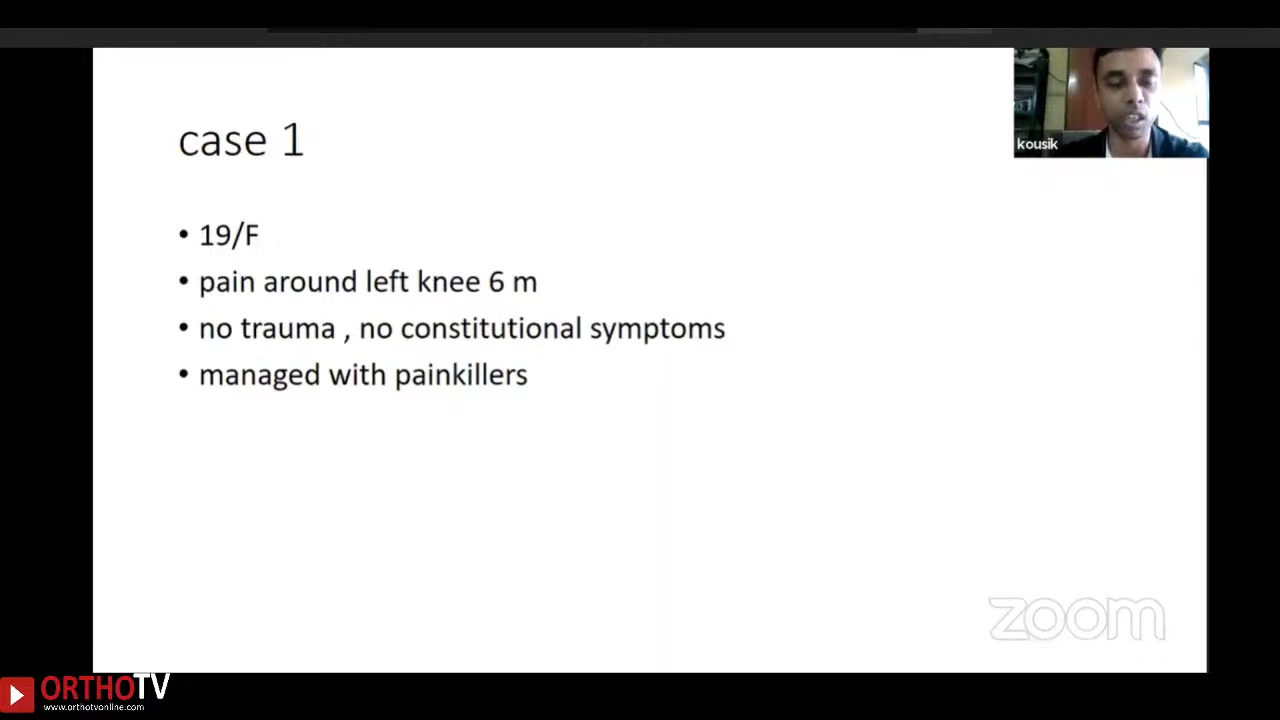 kousik
case 1
• 19/F
• pain around left knee 6 m
• no trauma , no constitutional symptoms
• managed with painkillers
zoom
ORTHOTV
www.orthotvonline.com